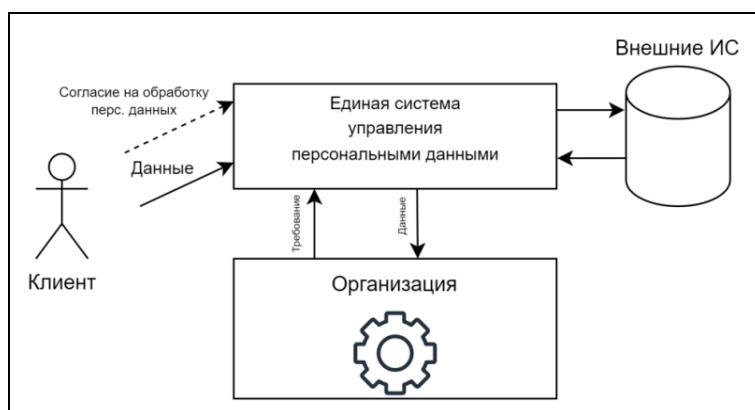 Внешние ИС
Согласие на обработку
перс. данных
Единая система
управления
персональными данными
Данные
Требование
Данные
Клиент
Организация